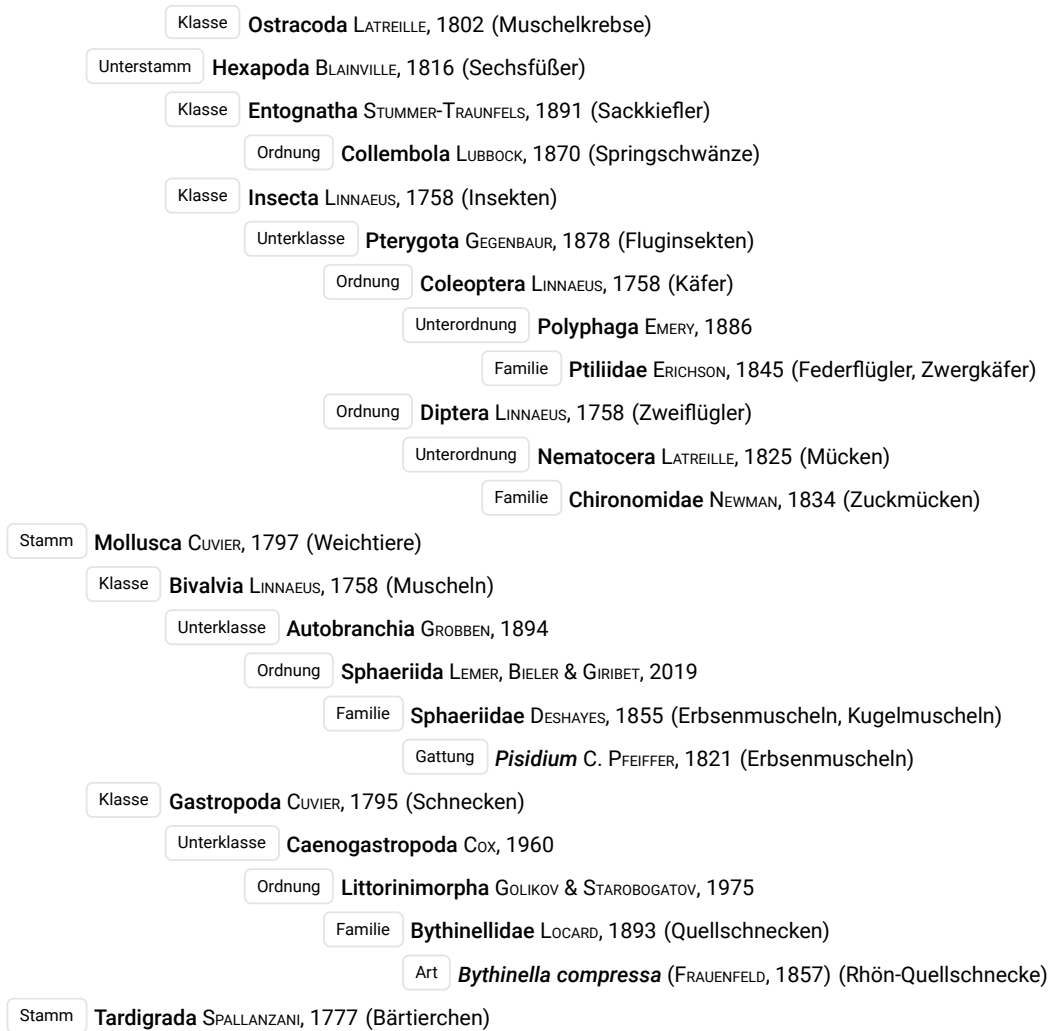 Klasse Ostracoda Latreille, 1802 (Muschelkrebse)
Unterstamm Hexapoda Blainville, 1816 (Sechsfüßer)
Klasse Entognatha Stummer-Traunfels, 1891 (Sackkiefler)
Ordnung Collembola Lubbock, 1870 (Springschwänze)
Klasse Insecta Linnaeus, 1758 (Insekten)
Unterklasse Pterygota Gegenbaur, 1878 (Fluginsekten)
Ordnung Coleoptera Linnaeus, 1758 (Käfer)
Unterordnung Polyphaga Emery, 1886
Familie Ptiliidae Erichson, 1845 (Federflügler, Zwergkäfer)
Ordnung Diptera Linnaeus, 1758 (Zweiflügler)
Unterordnung Nematocera Latreille, 1825 (Mücken)
Familie Chironomidae Newman, 1834 (Zuckmücken)
Stamm Mollusca Cuvier, 1797 (Weichtiere)
Klasse Bivalvia Linnaeus, 1758 (Muscheln)
Unterklasse Autobranchia Grobben, 1894
Ordnung Sphaeriida Lemer, Bieler & Giribet, 2019
Familie Sphaeriidae Deshayes, 1855 (Erbsenmuscheln, Kugelmuscheln)
Gattung Pisidium C. Pfeiffer, 1821 (Erbsenmuscheln)
Klasse Gastropoda Cuvier, 1795 (Schnecken)
Unterklasse Caenogastropoda Cox, 1960
Ordnung Littorinimorpha Golikov & Starobogatov, 1975
Familie Bythinellidae Locard, 1893 (Quellschnecken)
Art Bythinella compressa (Frauenfeld, 1857) (Rhön-Quellschnecke)
Stamm Tardigrada Spallanzani, 1777 (Bärtierchen)